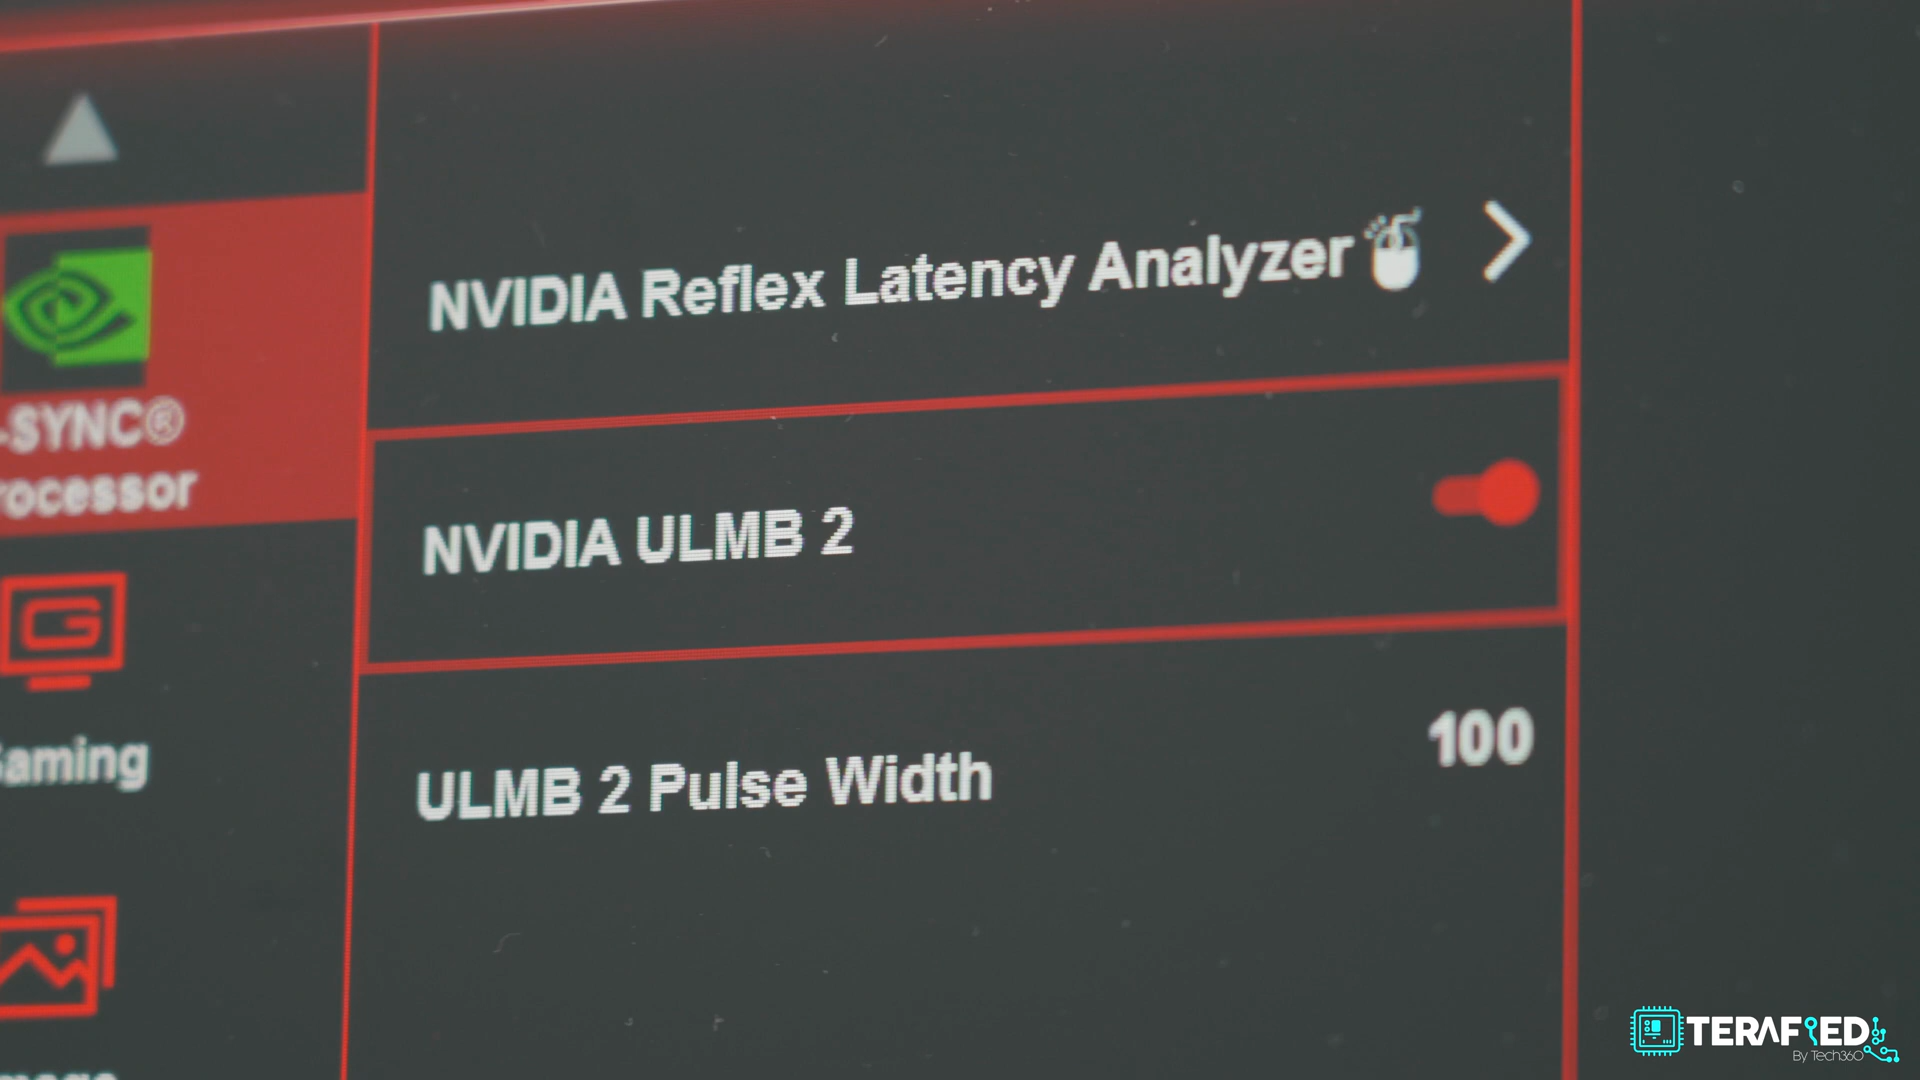 NVIDIA Reflex Latency Analyzer
-SYNC®
rocessor
NVIDIA ULMB 2
aming
ULMB 2 Pulse Width
100
TERAFIED
By Tech360